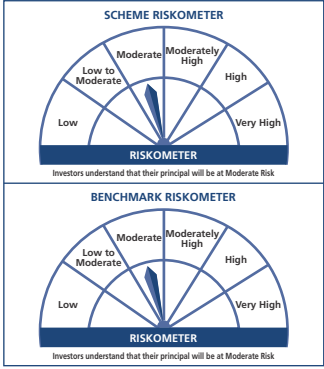 SCHEME RISKOMETER
Moderate
Moderately
High
Low to
Moderate
High
Low
Very High
RISKOMETER
Investors understand that their principal will be at Moderate Risk
BENCHMARK RISKOMETER
Moderate
Moderately
High
Low to
Moderate
High
Low
Very High
RISKOMETER
Investors understand that their principal will be at Moderate Risk